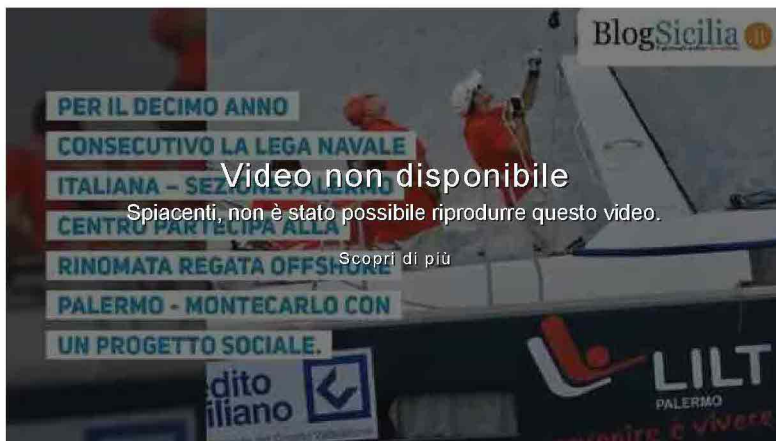 BlogSicilia.it
PER IL DECIMO ANNO
CONSECUTIVO LA LEGA NAVALE
Video non disponibile
ITALIANA – SEZ
Spiacenti, non è stato possibile riprodurre questo video.
CENTRO PARTECIPA ALLA
Scopri di più
RINOMATA REGATA OFFSHORE
PALERMO - MONTECARLO CON
UN PROGETTO SOCIALE.
edito
iliano
LILT
PALERMO
è vivere